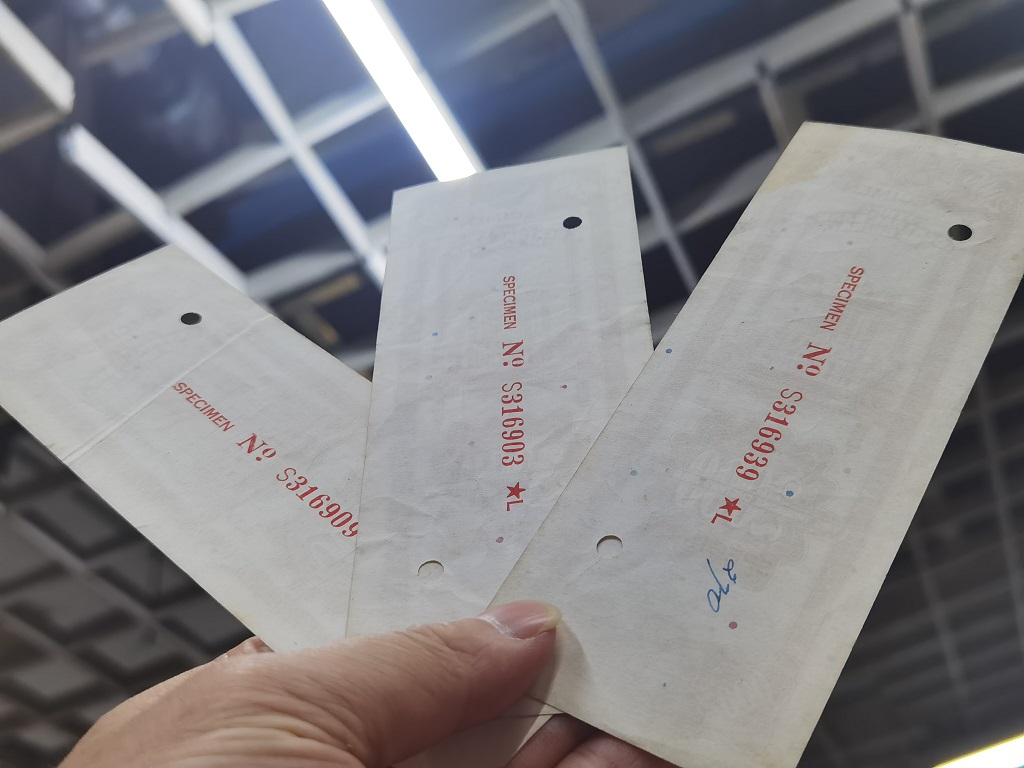 SPECIMEN Nº S316909
SPECIMEN Nº S316903 ★L
SPECIMEN Nº S316939 ★L